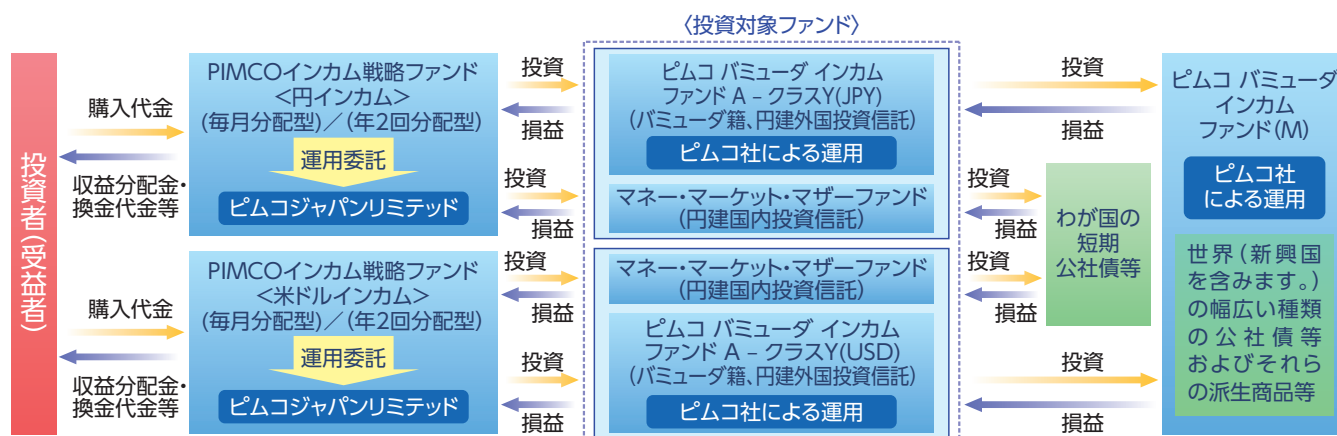 〈投資対象ファンド〉
投資者(受益者)
購入代金
収益分配金・
換金代金等
PIMCOインカム戦略ファンド
<円インカム>
(毎月分配型)/(年2回分配型)
運用委託
ピムコジャパンリミテッド
投資
損益
投資
損益
ピムコ バミューダ インカム
ファンド A – クラスY(JPY)
(バミューダ籍、円建外国投資信託)
ピムコ社による運用
マネー・マーケット・マザーファンド
(円建国内投資信託)
投資
損益
投資
損益
購入代金
収益分配金・
換金代金等
PIMCOインカム戦略ファンド
<米ドルインカム>
(毎月分配型)/(年2回分配型)
運用委託
ピムコジャパンリミテッド
投資
損益
投資
損益
マネー・マーケット・マザーファンド
(円建国内投資信託)
ピムコ バミューダ インカム
ファンド A – クラスY(USD)
(バミューダ籍、円建外国投資信託)
ピムコ社による運用
投資
損益
投資
損益
わが国の
短期
公社債等
ピムコ バミューダ
インカム
ファンド(M)
ピムコ社
による運用
世界(新興国
を含みます。)
の幅広い種類
の公社債等
およびそれら
の派生商品等